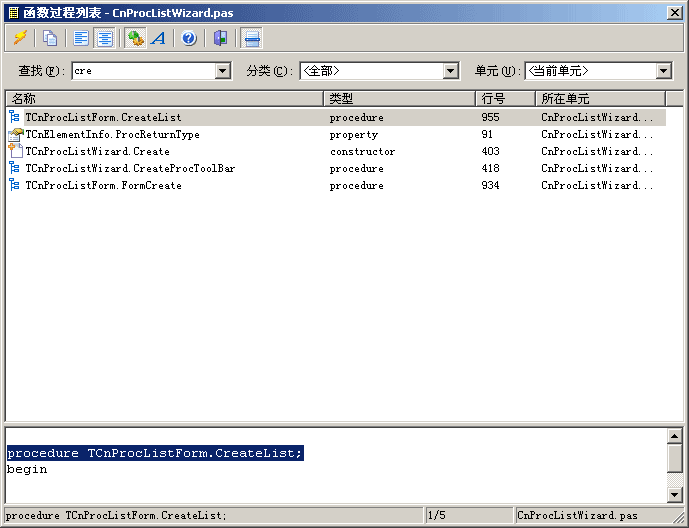 函数过程列表 - CnProcListWizard.pas
查找(F): cre 分类(C): <全部> 单元(U): <当前单元>
名称 类型 行号 所在单元
TCnProcListForm.CreateList procedure 955 CnProcListWizard...
TCnElementInfo.ProcReturnType property 91 CnProcListWizard...
TCnProcListWizard.Create constructor 403 CnProcListWizard...
TCnProcListWizard.CreateProcToolBar procedure 418 CnProcListWizard...
TCnProcListForm.FormCreate procedure 934 CnProcListWizard...
procedure TCnProcListForm.CreateList;
begin
procedure TCnProcListForm.CreateList; 1/5 CnProcListWizard.pas